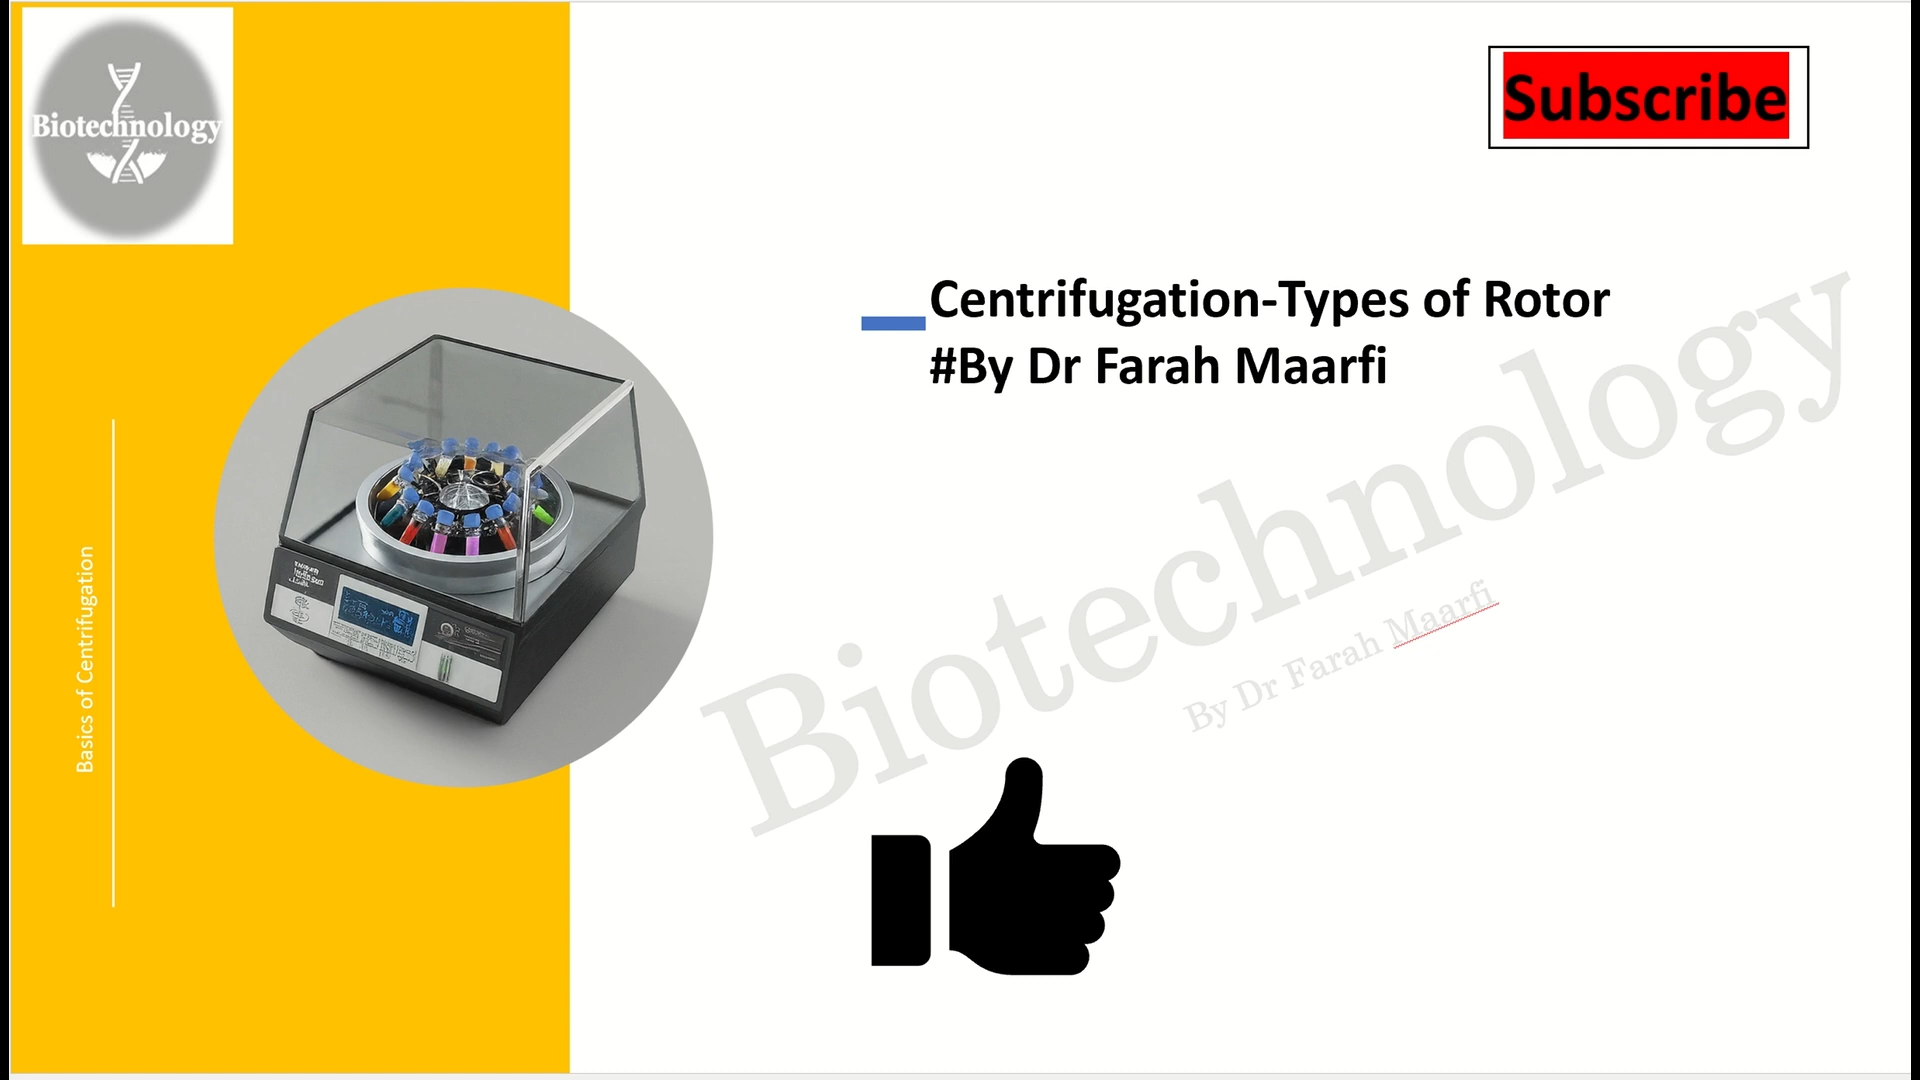 Biotechnology
Subscribe
Centrifugation-Types of Rotor
#By Dr Farah Maarfi
Basics of Centrifugation
Biotechnology
By Dr Farah Maarfi